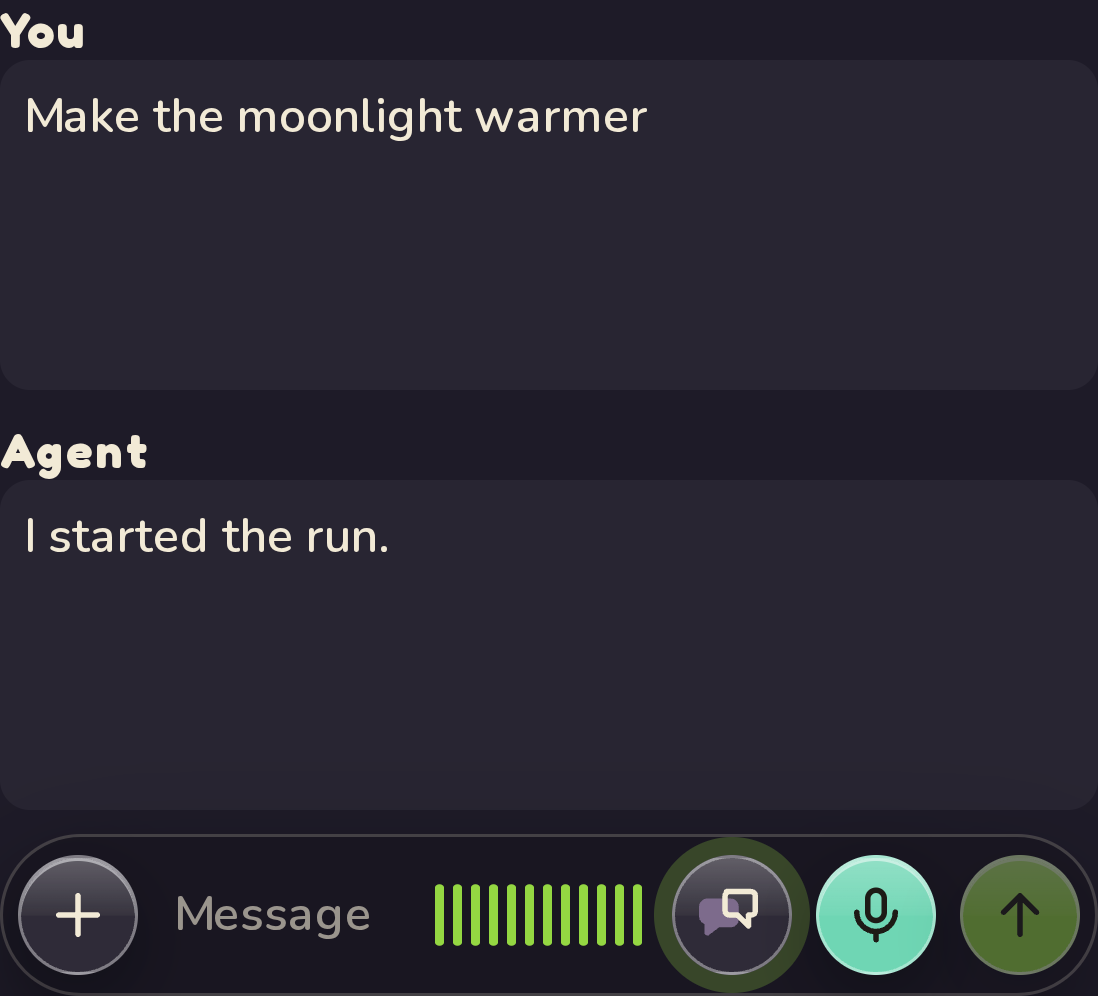 You
Make the moonlight warmer
Agent
I started the run.
Message